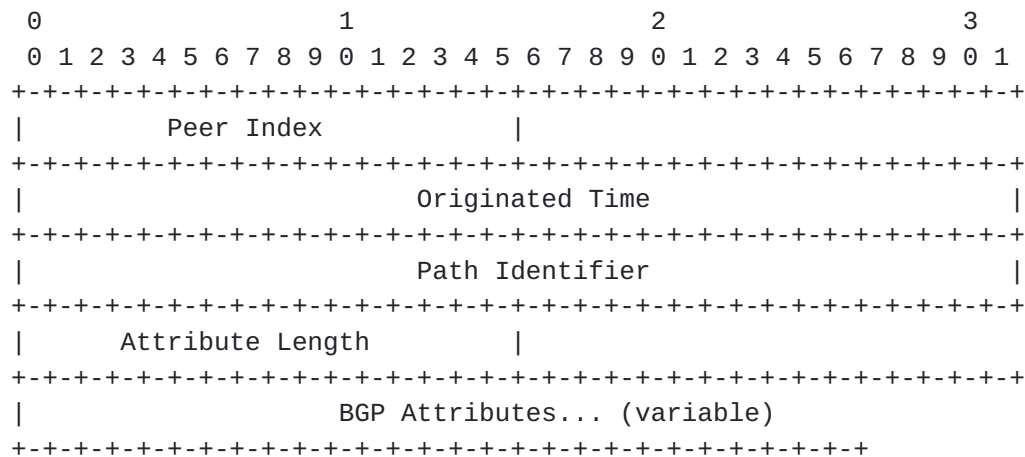 0                   1                   2                   3
 0 1 2 3 4 5 6 7 8 9 0 1 2 3 4 5 6 7 8 9 0 1 2 3 4 5 6 7 8 9 0 1
+-+-+-+-+-+-+-+-+-+-+-+-+-+-+-+-+-+-+-+-+-+-+-+-+-+-+-+-+-+-+-+-+
|         Peer Index            |
+-+-+-+-+-+-+-+-+-+-+-+-+-+-+-+-+-+-+-+-+-+-+-+-+-+-+-+-+-+-+-+-+
|                         Originated Time                       |
+-+-+-+-+-+-+-+-+-+-+-+-+-+-+-+-+-+-+-+-+-+-+-+-+-+-+-+-+-+-+-+-+
|                         Path Identifier                       |
+-+-+-+-+-+-+-+-+-+-+-+-+-+-+-+-+-+-+-+-+-+-+-+-+-+-+-+-+-+-+-+-+
|      Attribute Length         |
+-+-+-+-+-+-+-+-+-+-+-+-+-+-+-+-+-+-+-+-+-+-+-+-+-+-+-+-+-+-+-+-+
|                    BGP Attributes... (variable)
+-+-+-+-+-+-+-+-+-+-+-+-+-+-+-+-+-+-+-+-+-+-+-+-+-+-+-+